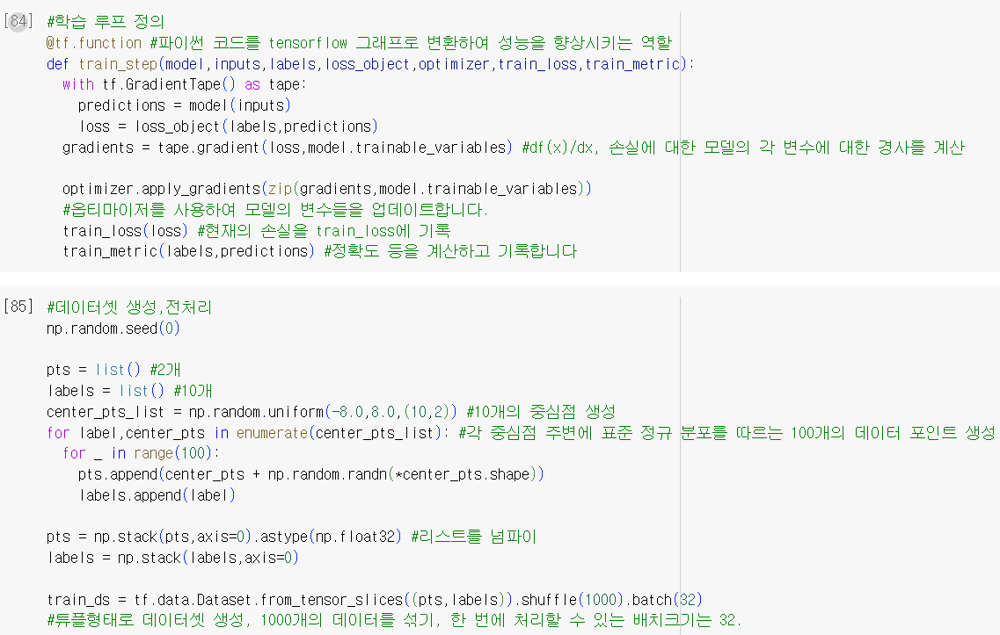 [84] #학습 루프 정의
@tf.function #파이썬 코드를 tensorflow 그래프로 변환하여 성능을 향상시키는 역할
def train_step(model,inputs,labels,loss_object,optimizer,train_loss,train_metric):
with tf.GradientTape() as tape:
predictions = model(inputs)
loss = loss_object(labels,predictions)
gradients = tape.gradient(loss,model.trainable_variables) #df(x)/dx, 손실에 대한 모델의 각 변수에 대한 경사를 계산
optimizer.apply_gradients(zip(gradients,model.trainable_variables))
#옵티마이저를 사용하여 모델의 변수들을 업데이트합니다.
train_loss(loss) #현재의 손실을 train_loss에 기록
train_metric(labels,predictions) #정확도 등을 계산하고 기록합니다
[85] #데이터셋 생성,전처리
np.random.seed(0)
pts = list() #2개
labels = list() #10개
center_pts_list = np.random.uniform(-8.0,8.0,(10,2)) #10개의 중심점 생성
for label,center_pts in enumerate(center_pts_list): #각 중심점 주변에 표준 정규 분포를 따르는 100개의 데이터 포인트 생성
for _ in range(100):
pts.append(center_pts + np.random.randn(*center_pts.shape))
labels.append(label)
pts = np.stack(pts,axis=0).astype(np.float32) #리스트를 넘파이
labels = np.stack(labels,axis=0)
train_ds = tf.data.Dataset.from_tensor_slices((pts,labels)).shuffle(1000).batch(32)
#튜플형태로 데이터셋 생성, 1000개의 데이터를 섞기, 한 번에 처리할 수 있는 배치크기는 32.